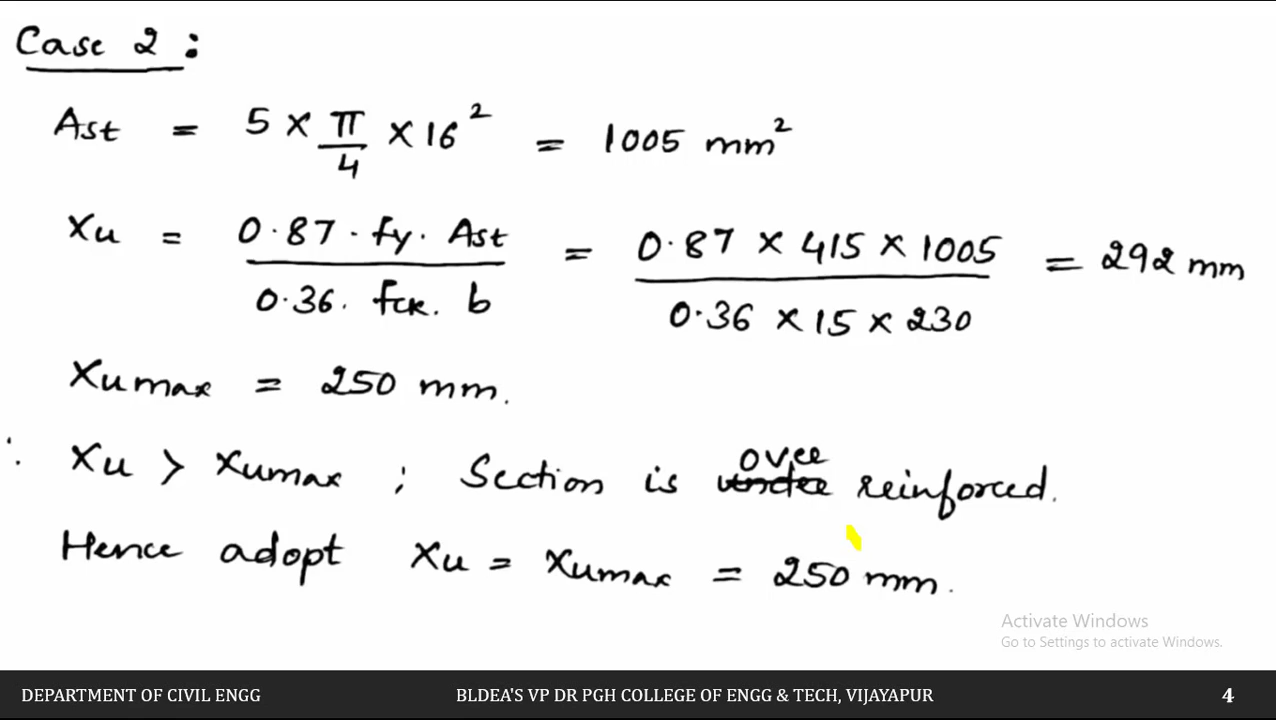 Case 2 :
Ast = 5 × π/4 × 16² = 1005 mm²
xu = 0.87 . fy . Ast / 0.36 . fck . b = 0.87 × 415 × 1005 / 0.36 × 15 × 230 = 292 mm
xumax = 250 mm.
∴ xu > xumax ; Section is over reinforced.
Hence adopt xu = xumax = 250 mm.
Activate Windows
Go to Settings to activate Windows.
DEPARTMENT OF CIVIL ENGG BLDEA'S VP DR PGH COLLEGE OF ENGG & TECH, VIJAYAPUR 4